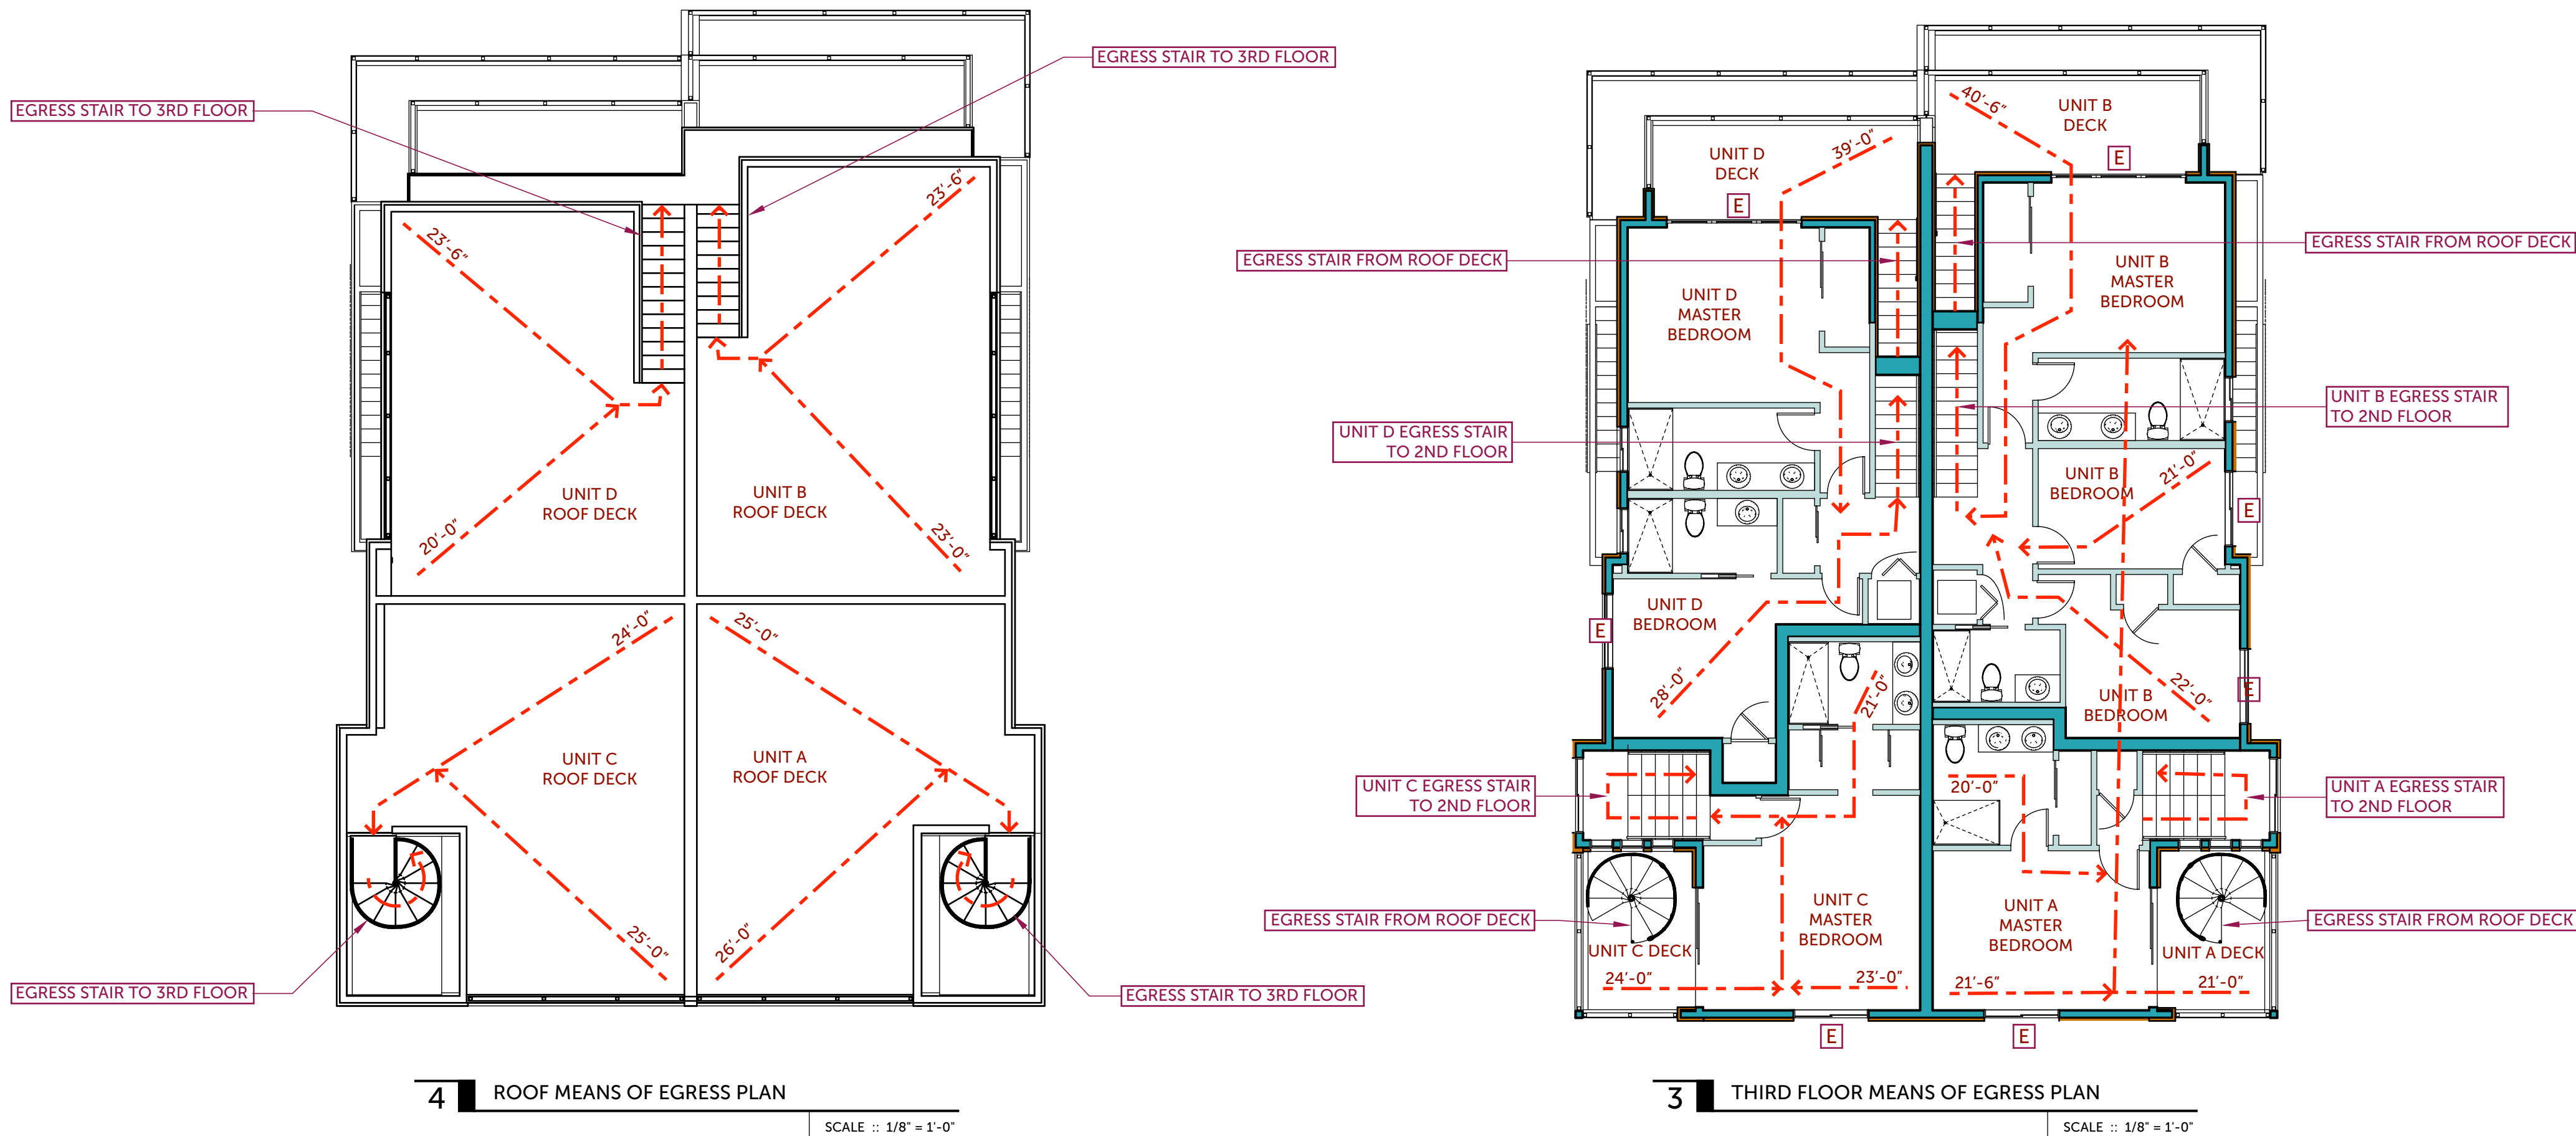 EGRESS STAIR TO 3RD FLOOR
EGRESS STAIR TO 3RD FLOOR
23'-6"
23'-6"
UNIT D
ROOF DECK
UNIT B
ROOF DECK
20'-0"
23'-0"
24'-0"
25'-0"
UNIT C
ROOF DECK
UNIT A
ROOF DECK
25'-0"
26'-0"
EGRESS STAIR TO 3RD FLOOR
EGRESS STAIR TO 3RD FLOOR
4
ROOF MEANS OF EGRESS PLAN
SCALE :: 1/8" = 1'-0"
40'-6"
UNIT B
DECK
39'-0"
UNIT D
DECK
E
E
EGRESS STAIR FROM ROOF DECK
EGRESS STAIR FROM ROOF DECK
UNIT D
MASTER
BEDROOM
UNIT B
MASTER
BEDROOM
UNIT D EGRESS STAIR
TO 2ND FLOOR
UNIT B EGRESS STAIR
TO 2ND FLOOR
UNIT B
BEDROOM
21'-0"
E
UNIT D
BEDROOM
E
28'-0"
21'-0"
UNIT B
BEDROOM
22'-0"
E
UNIT C EGRESS STAIR
TO 2ND FLOOR
20'-0"
UNIT A EGRESS STAIR
TO 2ND FLOOR
EGRESS STAIR FROM ROOF DECK
UNIT C
MASTER
BEDROOM
UNIT A
MASTER
BEDROOM
EGRESS STAIR FROM ROOF DECK
UNIT C DECK
UNIT A DECK
24'-0"
23'-0"
21'-6"
21'-0"
E
E
3
THIRD FLOOR MEANS OF EGRESS PLAN
SCALE :: 1/8" = 1'-0"